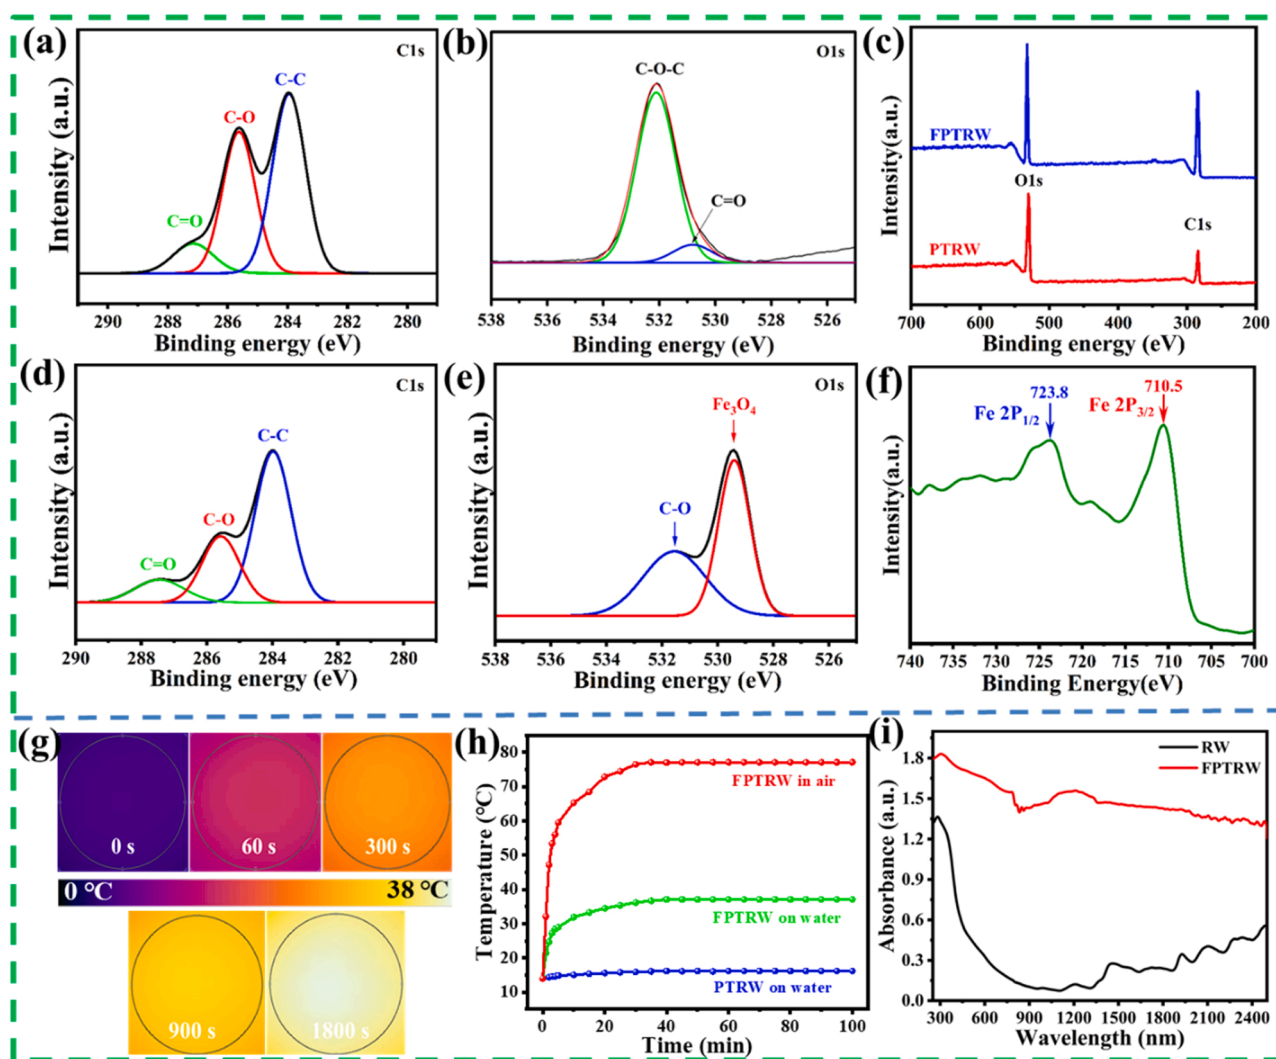 (a)
C1s
C-C
C-O
C=O
Intensity (a.u.)
290 288 286 284 282 280
Binding energy (eV)
(b)
O1s
C-O-C
C=O
Intensity (a.u.)
538 536 534 532 530 528 526
Binding energy (eV)
(c)
FPTRW
O1s
C1s
PTRW
Intensity(a.u.)
700 600 500 400 300 200
Binding energy (eV)
(d)
C1s
C-C
C-O
C=O
Intensity (a.u.)
290 288 286 284 282 280
Binding energy (eV)
(e)
O1s
Fe3O4
C-O
Intensity (a.u.)
538 536 534 532 530 528 526
Binding energy (eV)
(f)
723.8
710.5
Fe 2P1/2
Fe 2P3/2
Intensity(a.u.)
740 735 730 725 720 715 710 705 700
Binding Energy(eV)
(g)
0 s
60 s
300 s
0 °C
38 °C
900 s
1800 s
(h)
80
70
60
50
40
30
20
10
Temperature (°C)
FPTRW in air
FPTRW on water
PTRW on water
0 20 40 60 80 100
Time (min)
(i)
RW
FPTRW
1.8
1.5
1.2
0.9
0.6
0.3
0.0
Absorbance (a.u.)
300 600 900 1200 1500 1800 2100 2400
Wavelength (nm)